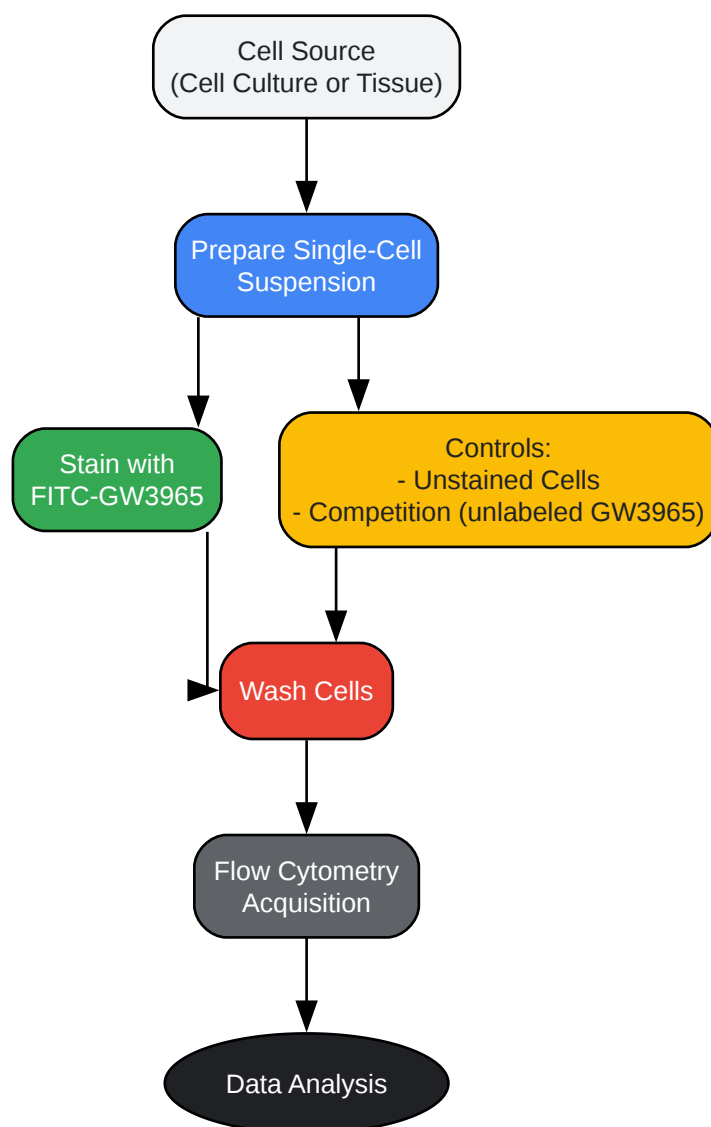 Cell Source
(Cell Culture or Tissue)
Prepare Single-Cell
Suspension
Stain with
FITC-GW3965
Controls:
- Unstained Cells
- Competition (unlabeled GW3965)
Wash Cells
Flow Cytometry
Acquisition
Data Analysis